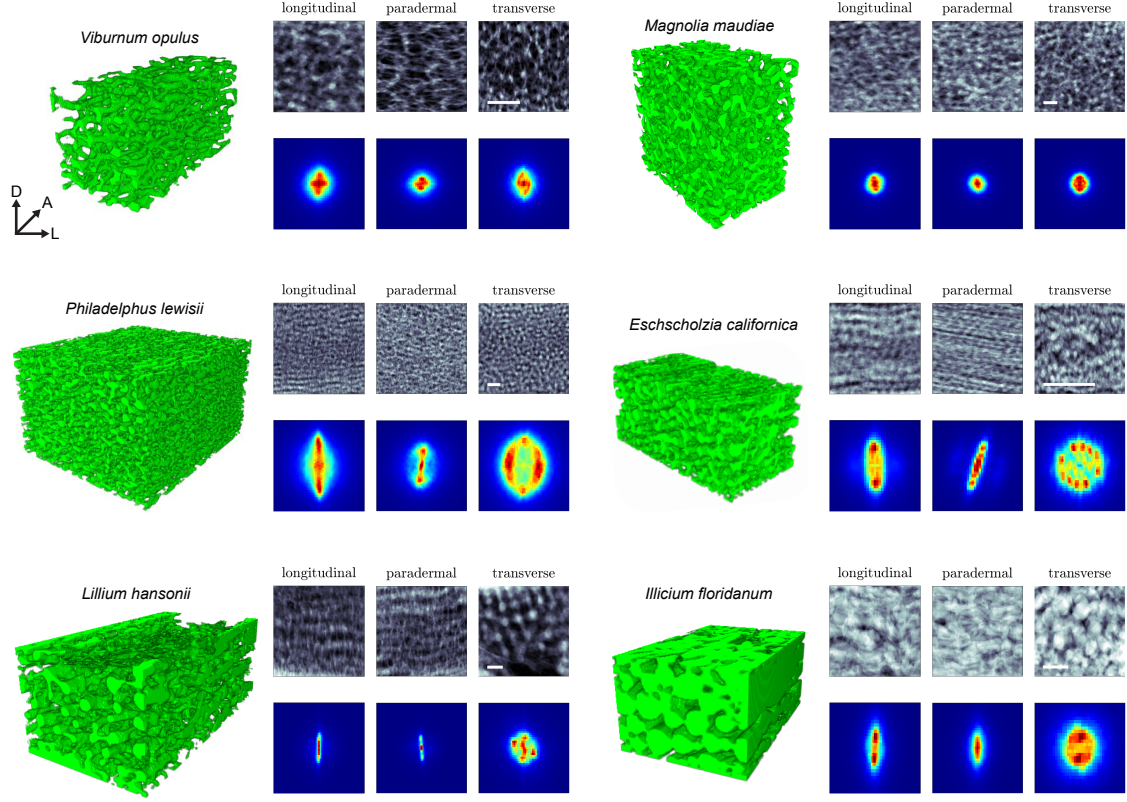 Viburnum opulus
longitudinal paradermal transverse
D
A
L
Magnolia maudiae
longitudinal paradermal transverse
Philadelphus lewisii
longitudinal paradermal transverse
Eschscholzia californica
longitudinal paradermal transverse
Lillium hansonii
longitudinal paradermal transverse
Illicium floridanum
longitudinal paradermal transverse